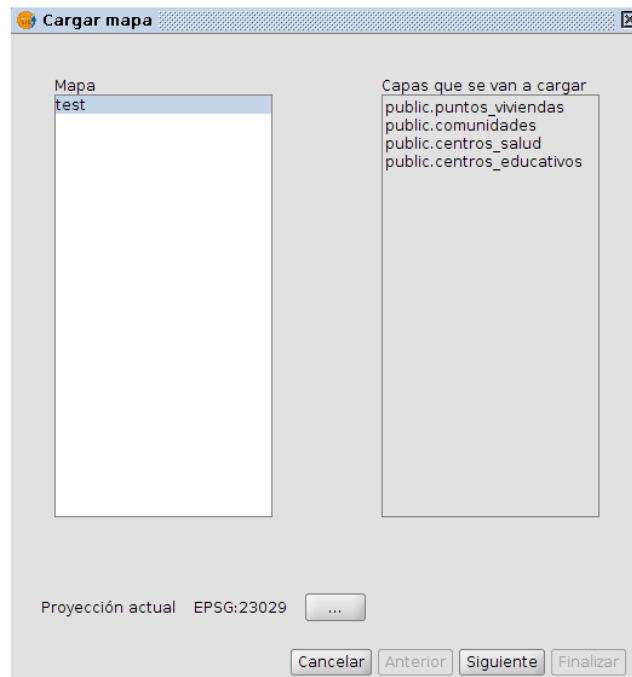 Cargar mapa
Mapa
test
Capas que se van a cargar
public.puntos_viviendas
public.comunidades
public.centros_salud
public.centros_educativos
Proyección actual EPSG:23029 ...
Cancelar Anterior Siguiente Finalizar